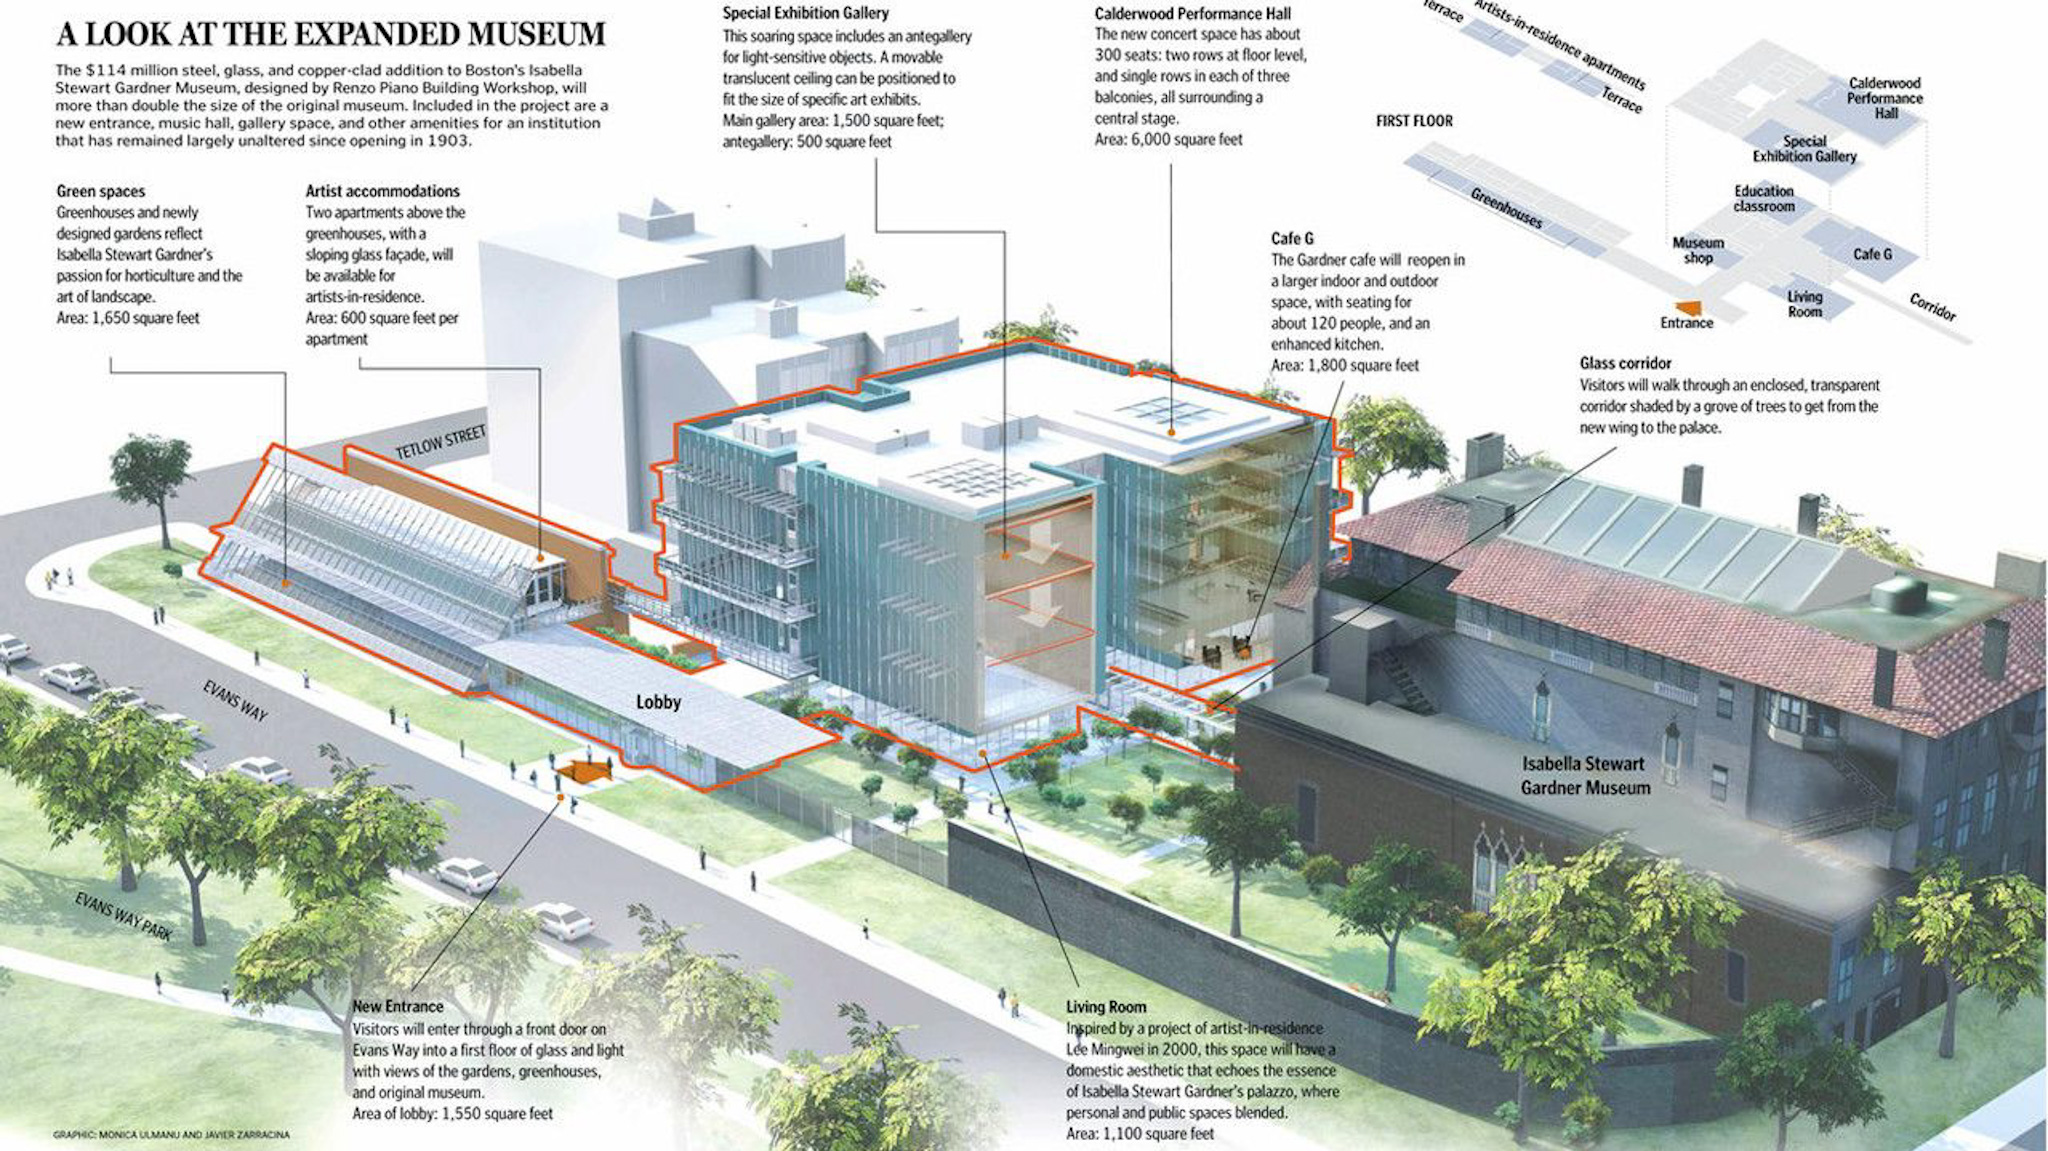 A LOOK AT THE EXPANDED MUSEUM
The $114 million steel, glass, and copper-clad addition to Boston's Isabella
Stewart Gardner Museum, designed by Renzo Piano Building Workshop, will
more than double the size of the original museum. Included in the project are a
new entrance, music hall, gallery space, and other amenities for an institution
that has remained largely unaltered since opening in 1903.
Green spaces
Greenhouses and newly
designed gardens reflect
Isabella Stewart Gardner's
passion for horticulture and the
art of landscape.
Area: 1,650 square feet
Artist accommodations
Two apartments above the
greenhouses, with a
sloping glass façade, will
be available for
artists-in-residence.
Area: 600 square feet per
apartment
Special Exhibition Gallery
This soaring space includes an antegallery
for light-sensitive objects. A movable
translucent ceiling can be positioned to
fit the size of specific art exhibits.
Main gallery area: 1,500 square feet;
antegallery: 500 square feet
Calderwood Performance Hall
The new concert space has about
300 seats: two rows at floor level,
and single rows in each of three
balconies, all surrounding a
central stage.
Area: 6,000 square feet
Cafe G
The Gardner cafe will reopen in
a larger indoor and outdoor
space, with seating for
about 120 people, and an
enhanced kitchen.
Area: 1,800 square feet
Terrace
Artists-in-residence apartments
Terrace
Calderwood
Performance
Hall
Special
Exhibition Gallery
FIRST FLOOR
Greenhouses
Education
classroom
Museum
shop
Cafe G
Living
Room
Corridor
Entrance
Glass corridor
Visitors will walk through an enclosed, transparent
corridor shaded by a grove of trees to get from the
new wing to the palace.
TETLOW STREET
EVANS WAY
Lobby
Isabella Stewart
Gardner Museum
EVANS WAY PARK
New Entrance
Visitors will enter through a front door on
Evans Way into a first floor of glass and light
with views of the gardens, greenhouses,
and original museum.
Area of lobby: 1,550 square feet
Living Room
Inspired by a project of artist-in-residence
Lee Mingwei in 2000, this space will have a
domestic aesthetic that echoes the essence
of Isabella Stewart Gardner's palazzo, where
personal and public spaces blended.
Area: 1,100 square feet
GRAPHIC: MONICA ULMANU AND JAVIER ZARRACINA